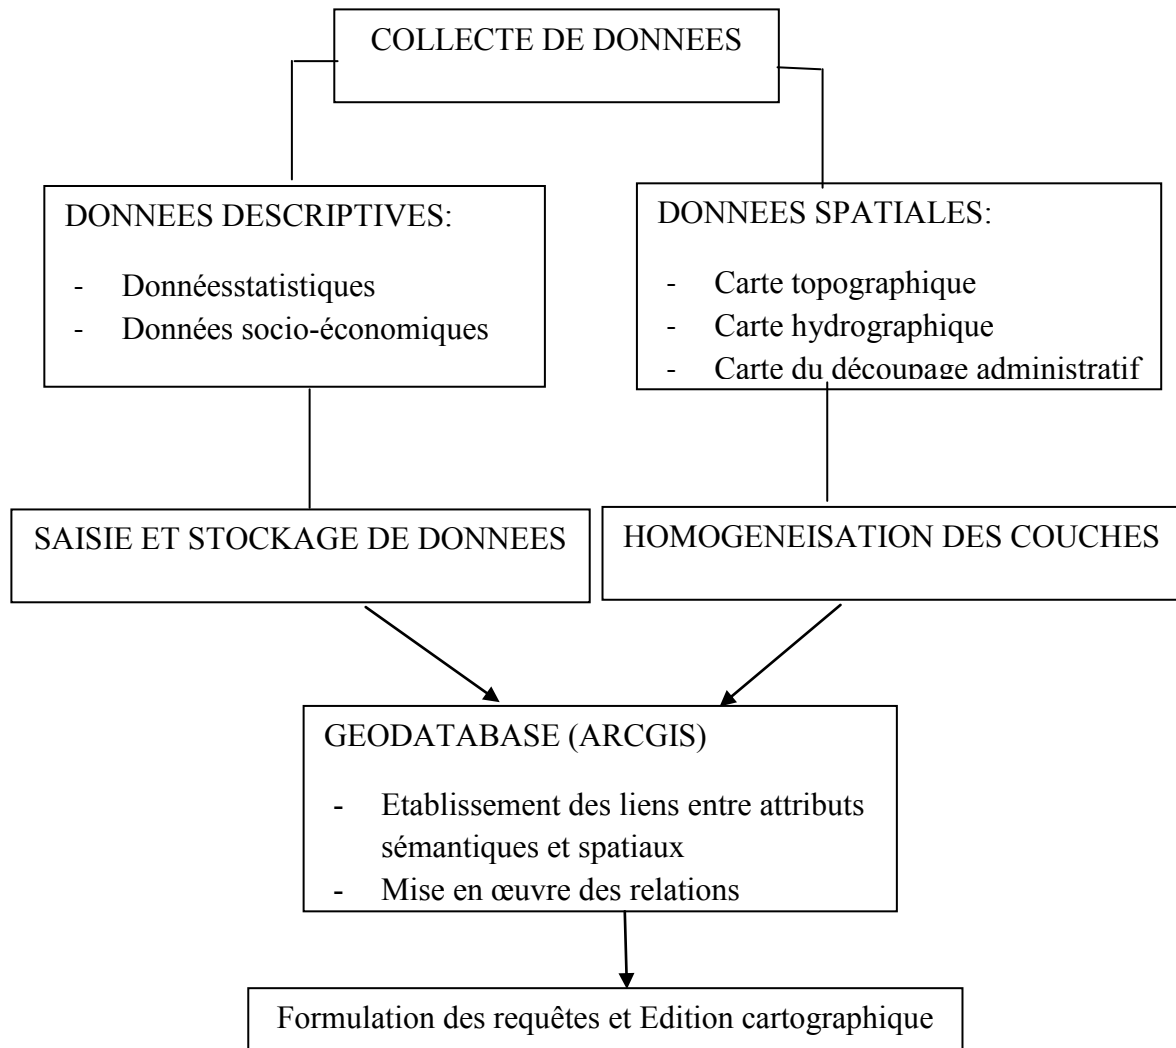 COLLECTE DE DONNEES
DONNEES DESCRIPTIVES:
- Donnéesstatistiques
- Données socio-économiques
DONNEES SPATIALES:
- Carte topographique
- Carte hydrographique
- Carte du découpage administratif
SAISIE ET STOCKAGE DE DONNEES
HOMOGENEISATION DES COUCHES
GEODATABASE (ARCGIS)
- Etablissement des liens entre attributs
sémantiques et spatiaux
- Mise en œuvre des relations
Formulation des requêtes et Edition cartographique